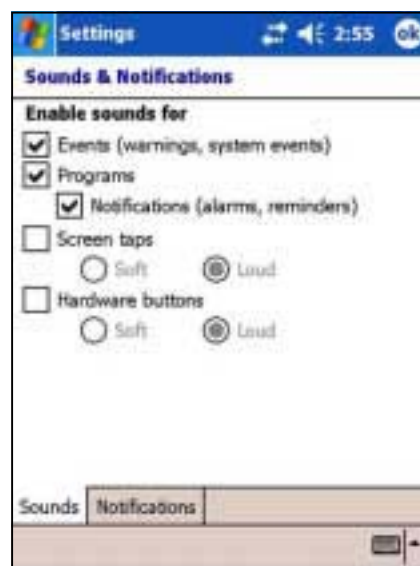 Settings 2:55 ok
Sounds & Notifications
Enable sounds for
Events (warnings, system events)
Programs
Notifications (alarms, reminders)
Screen taps
Soft Loud
Hardware buttons
Soft Loud
Sounds Notifications